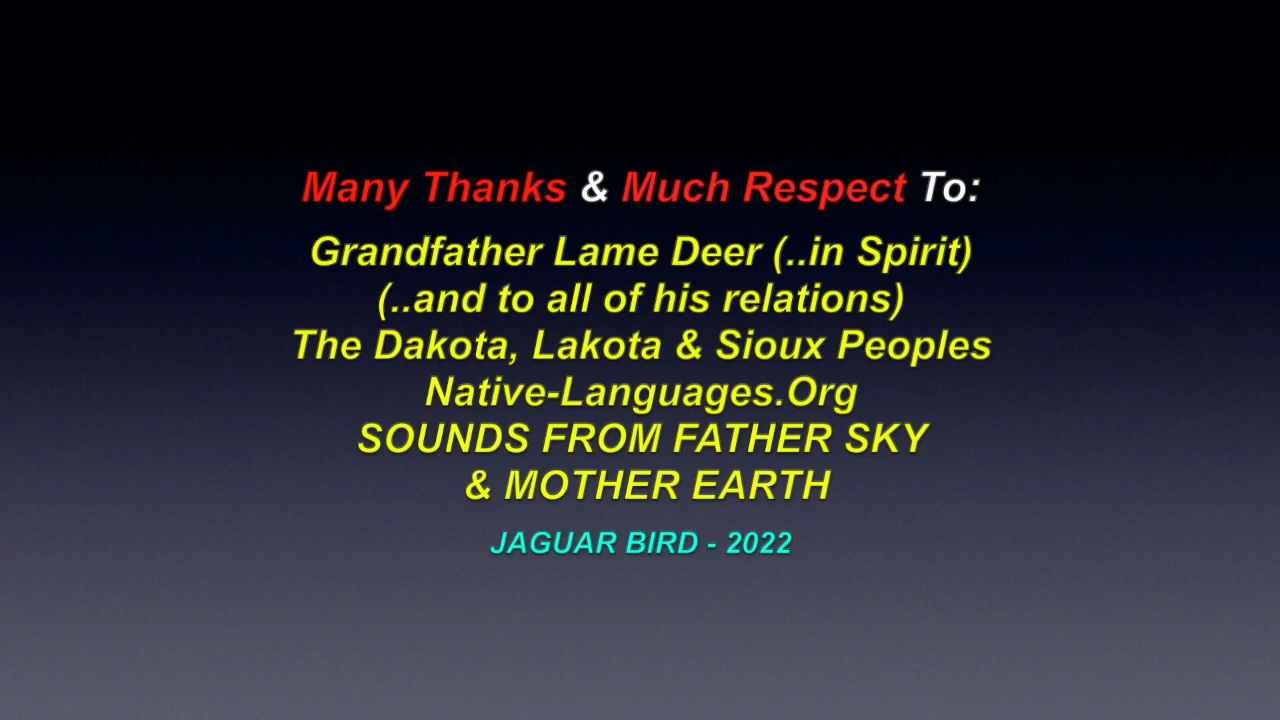 Many Thanks & Much Respect To:
Grandfather Lame Deer (..in Spirit)
(..and to all of his relations)
The Dakota, Lakota & Sioux Peoples
Native-Languages.Org
SOUNDS FROM FATHER SKY
& MOTHER EARTH
JAGUAR BIRD - 2022